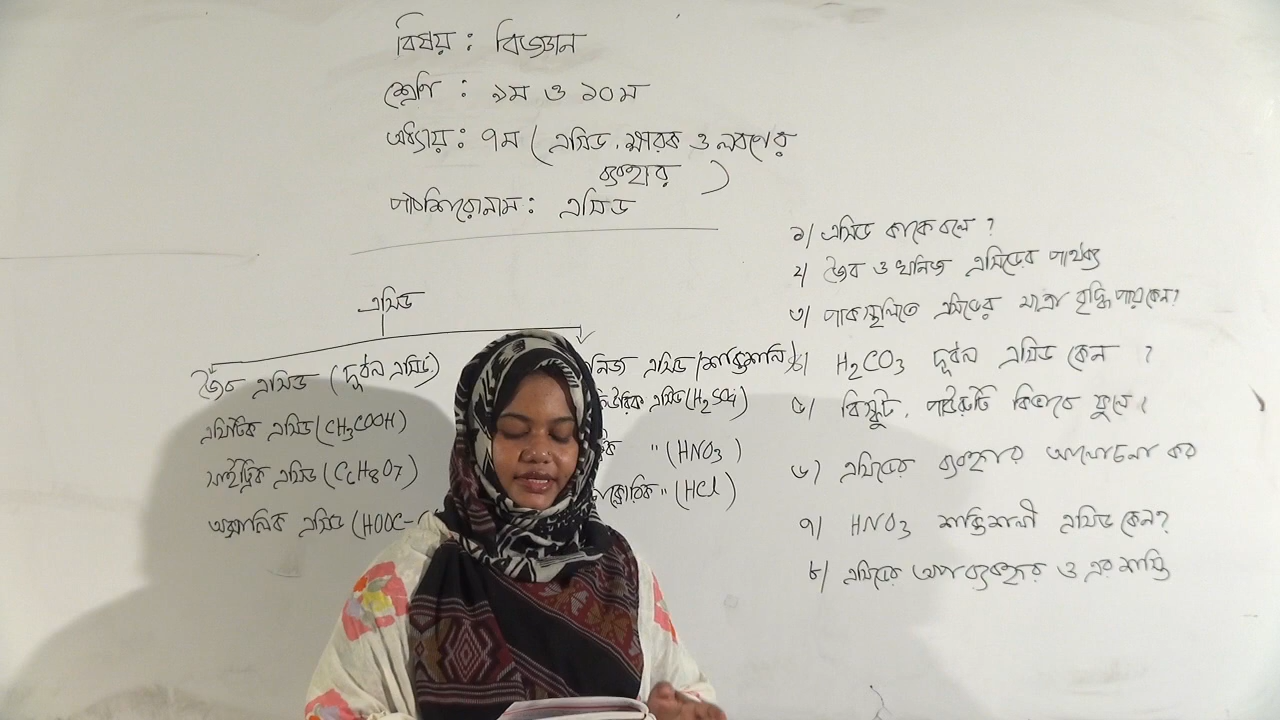 বিষয় : বিজ্ঞান
শ্রেণি : ৯ম ও ১০ম
অধ্যায় : ৭ম ( এসিড, ক্ষারক ও লবণের
ব্যবহার )
পাঠশিরোনাম : এসিড
এসিড
জৈব এসিড (দূর্বল এসিড)
এসিটিক এসিড (CH3COOH)
সাইট্রিক এসিড (C6H8O7)
অক্সালিক এসিড (HOOC-
নিজ এসিড (শক্তিশালী)
উরিক এসিড (H2SO4)
ক " (HNO3)
ক্লোরিক " (HCl)
১/ এসিড কাকে বলে ?
২/ জৈব ও খনিজ এসিডের পার্থক্য
৩/ পাকস্থলিতে এসিডের মাত্রা বৃদ্ধি পায় কেন?
৪/ H2CO3 দূর্বল এসিড কেন ?
৫/ বিস্কুট, পাউরুটি কিভাবে ফুলে ?
৬/ এসিডের ব্যবহার আলোচনা কর
৭/ HNO3 শক্তিশালী এসিড কেন?
৮/ এসিডের অপব্যবহার ও এর শাস্তি